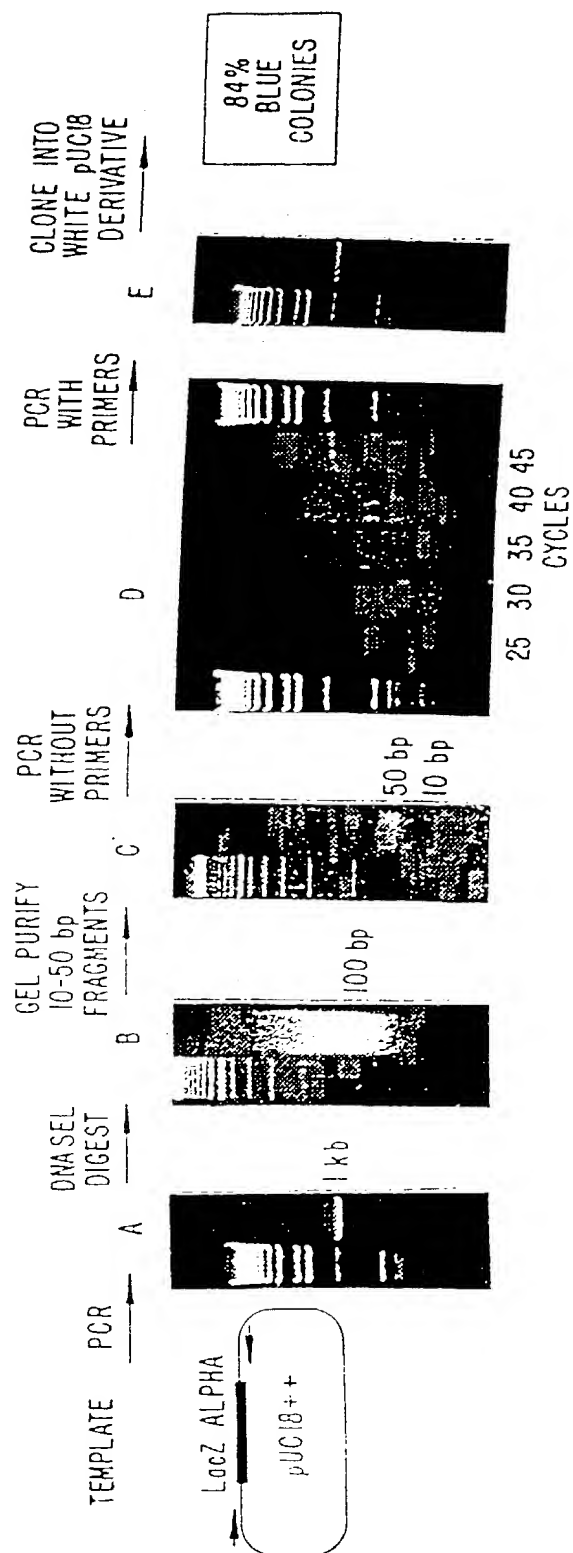 TEMPLATE
PCR
DNASEL
DIGEST
GEL PURIFY
10-50 bp
FRAGMENTS
PCR
WITHOUT
PRIMERS
PCR
WITH
PRIMERS
CLONE INTO
WHITE pUC18
DERIVATIVE
LacZ ALPHA
pUC18++
A
1 kb
B
100 bp
C
50 bp
10 bp
D
25 30 35 40 45
CYCLES
E
84%
BLUE
COLONIES